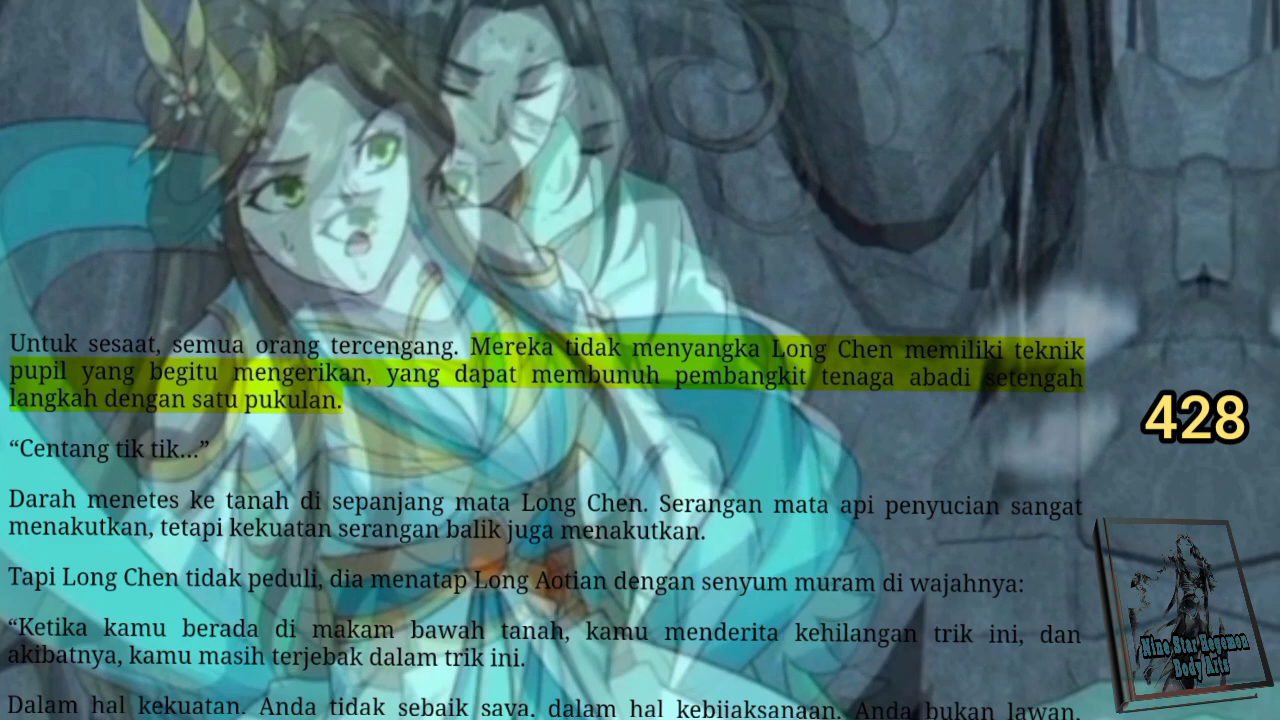 Untuk sesaat, semua orang tercengang. Mereka tidak menyangka Long Chen memiliki teknik
pupil yang begitu mengerikan, yang dapat membunuh pembangkit tenaga abadi setengah
langkah dengan satu pukulan.
“Centang tik tik...”
Darah menetes ke tanah di sepanjang mata Long Chen. Serangan mata api penyucian sangat
menakutkan, tetapi kekuatan serangan balik juga menakutkan.
Tapi Long Chen tidak peduli, dia menatap Long Aotian dengan senyum muram di wajahnya:
“Ketika kamu berada di makam bawah tanah, kamu menderita kehilangan trik ini, dan
akibatnya, kamu masih terjebak dalam trik ini.
Dalam hal kekuatan. Anda tidak sebaik saya. dalam hal kebijaksanaan. Anda bukan lawan.
428
Nine Star Hegemon
Body Arts